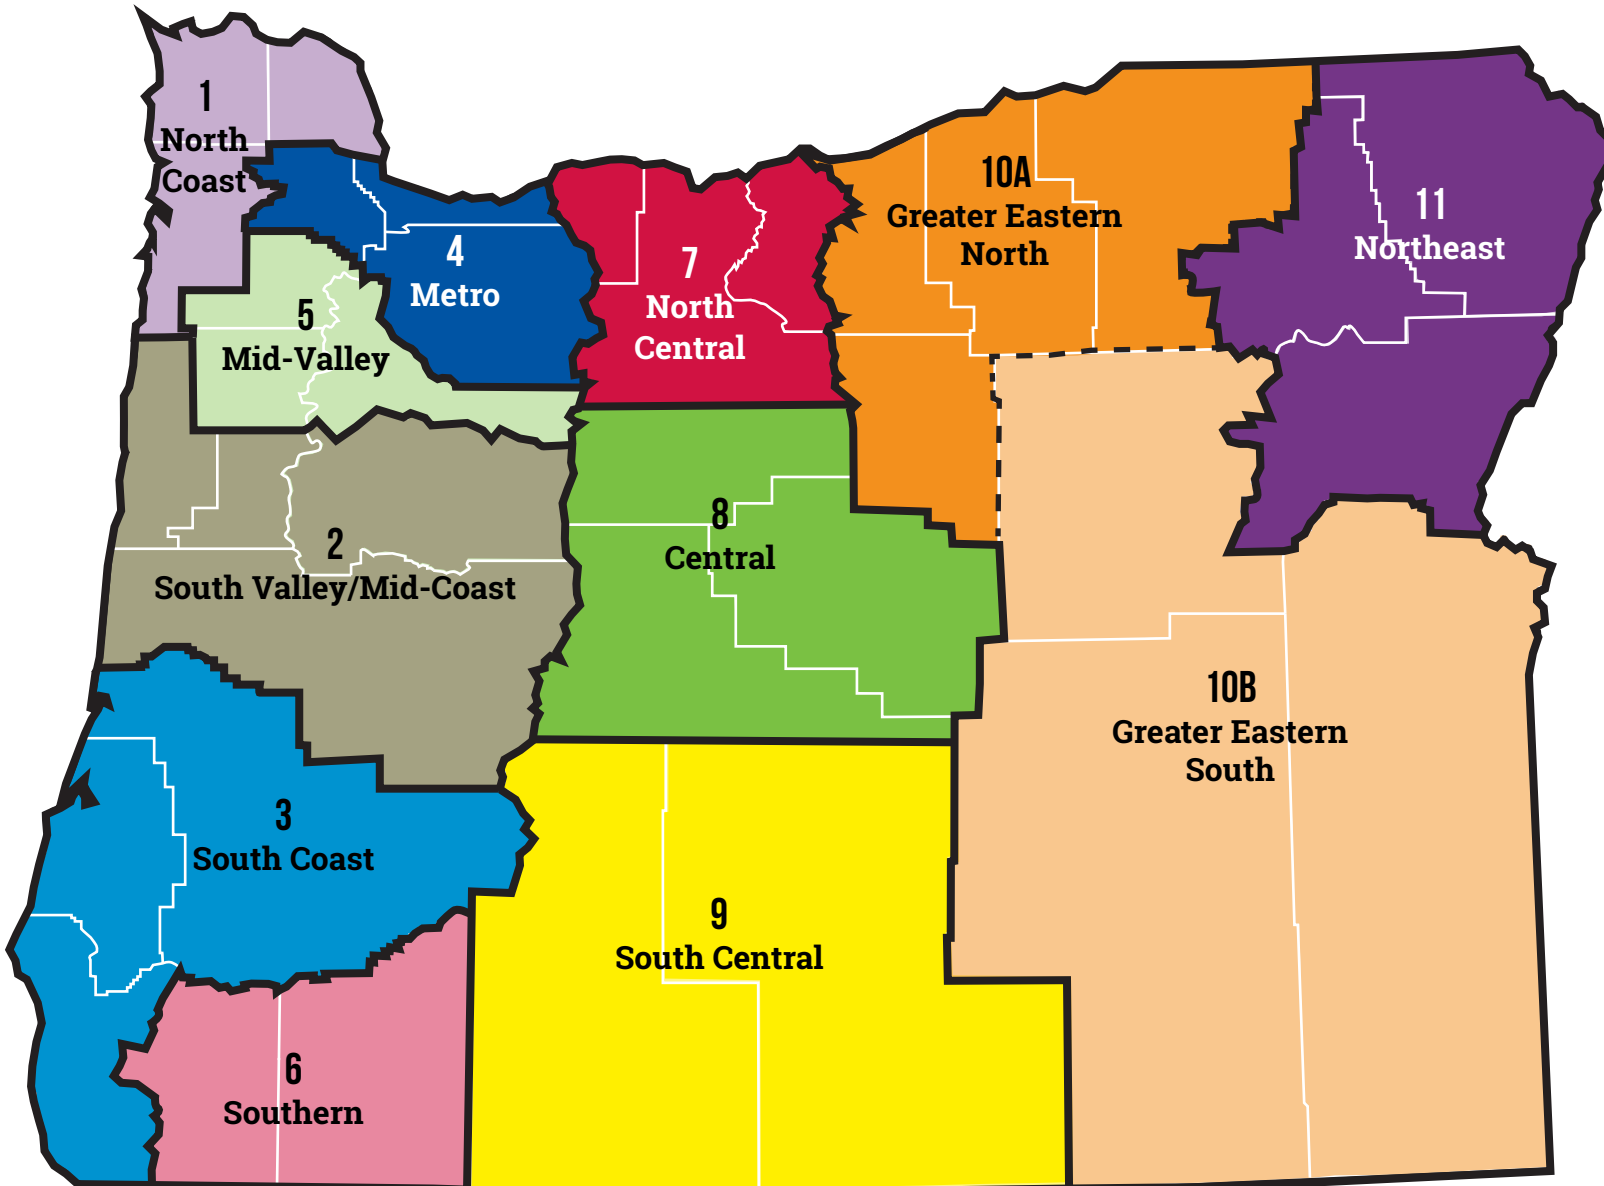 1
North
Coast
4
Metro
5
Mid-Valley
7
North
Central
10A
Greater Eastern
North
11
Northeast
2
South Valley/Mid-Coast
8
Central
10B
Greater Eastern
South
3
South Coast
9
South Central
6
Southern